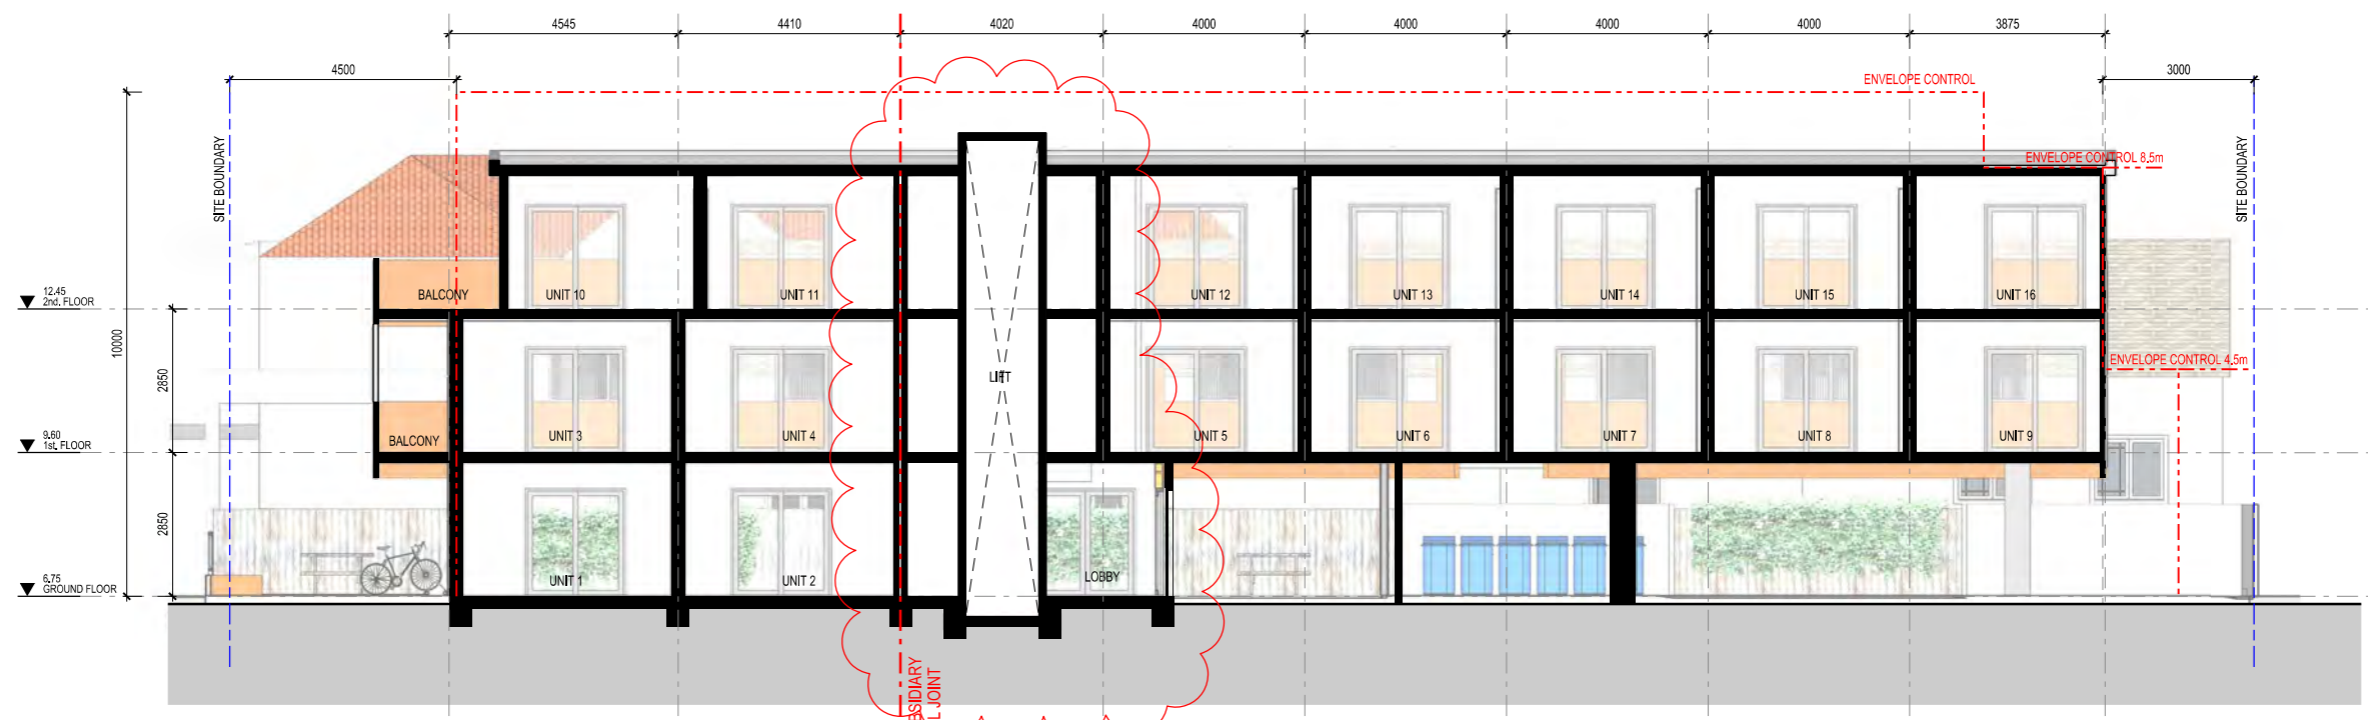 4545
4410
4020
4000
4000
4000
4000
3875
4500
3000
ENVELOPE CONTROL
SITE BOUNDARY
SITE BOUNDARY
ENVELOPE CONTROL 8.5m
10000
12.45
2nd. FLOOR
BALCONY
UNIT 10
UNIT 11
UNIT 12
UNIT 13
UNIT 14
UNIT 15
UNIT 16
2850
LIFT
ENVELOPE CONTROL 4.5m
9.60
1st. FLOOR
BALCONY
UNIT 3
UNIT 4
UNIT 5
UNIT 6
UNIT 7
UNIT 8
UNIT 9
2850
6.75
GROUND FLOOR
UNIT 1
UNIT 2
LOBBY
JOINT